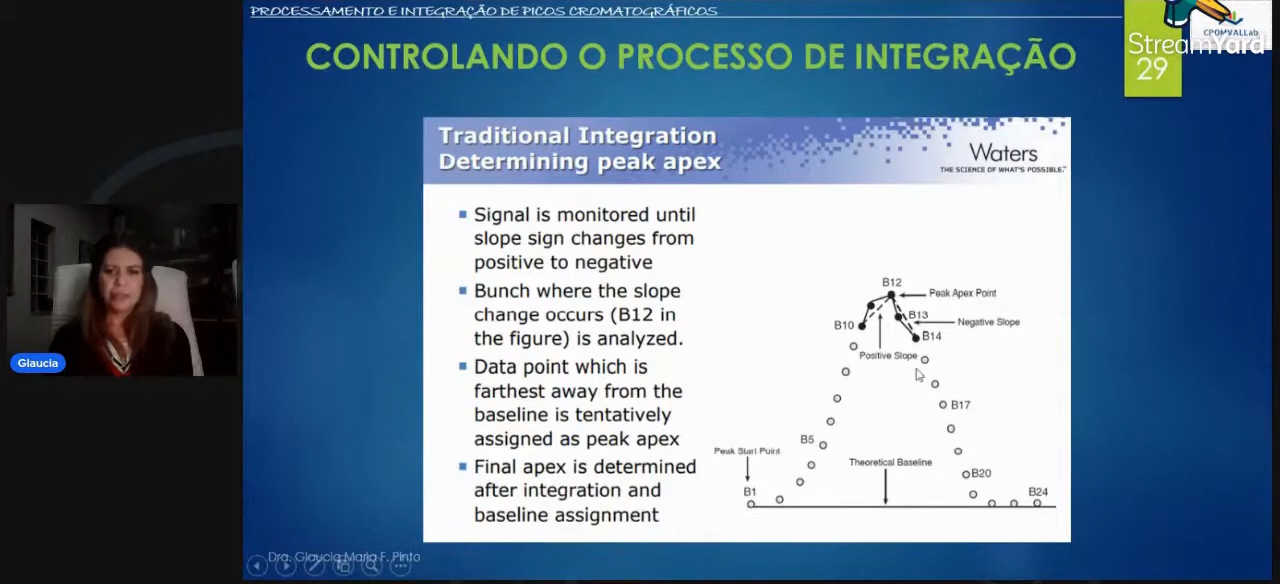 PROCESSAMENTO E INTEGRAÇÃO DE PICOS CROMATOGRÁFICOS
CPOMVALLab
StreamYard
29
CONTROLANDO O PROCESSO DE INTEGRAÇÃO
Traditional Integration
Determining peak apex
Waters
THE SCIENCE OF WHAT'S POSSIBLE.™
Signal is monitored until
slope sign changes from
positive to negative
Bunch where the slope
change occurs (B12 in
the figure) is analyzed.
Data point which is
farthest away from the
baseline is tentatively
assigned as peak apex
Final apex is determined
after integration and
baseline assignment
B12
Peak Apex Point
B13
Negative Slope
B10
B14
Positive Slope
B17
B5
Peak Start Point
Theoretical Baseline
B20
B1
B24
Glaucia
Dra. Glaucia Maria F. Pinto